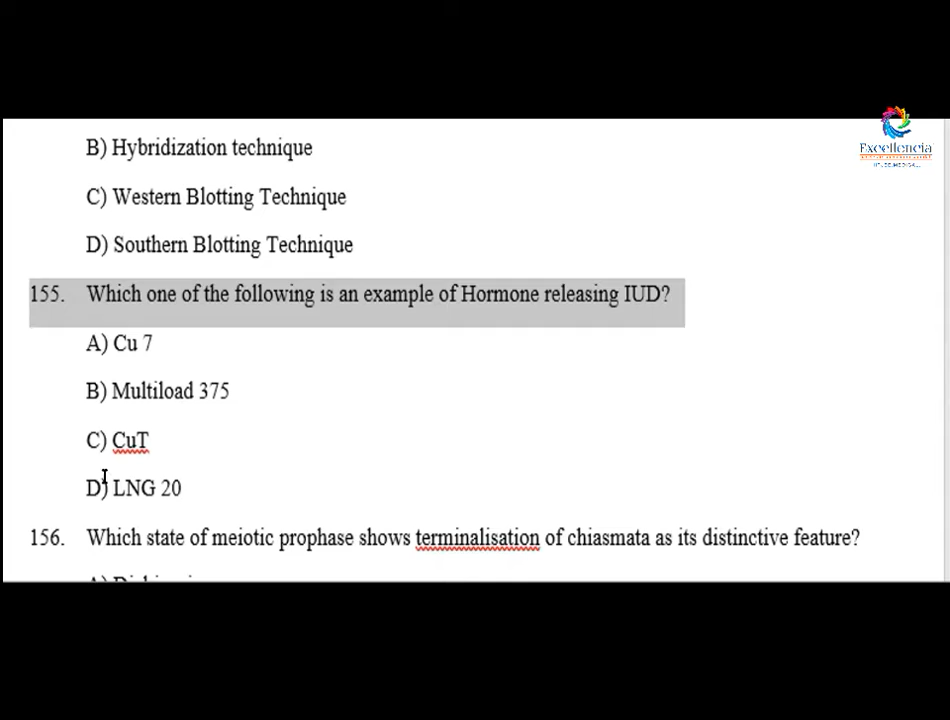 Excellencia
B) Hybridization technique
C) Western Blotting Technique
D) Southern Blotting Technique
155. Which one of the following is an example of Hormone releasing IUD?
A) Cu 7
B) Multiload 375
C) CuT
D) LNG 20
156. Which state of meiotic prophase shows terminalisation of chiasmata as its distinctive feature?